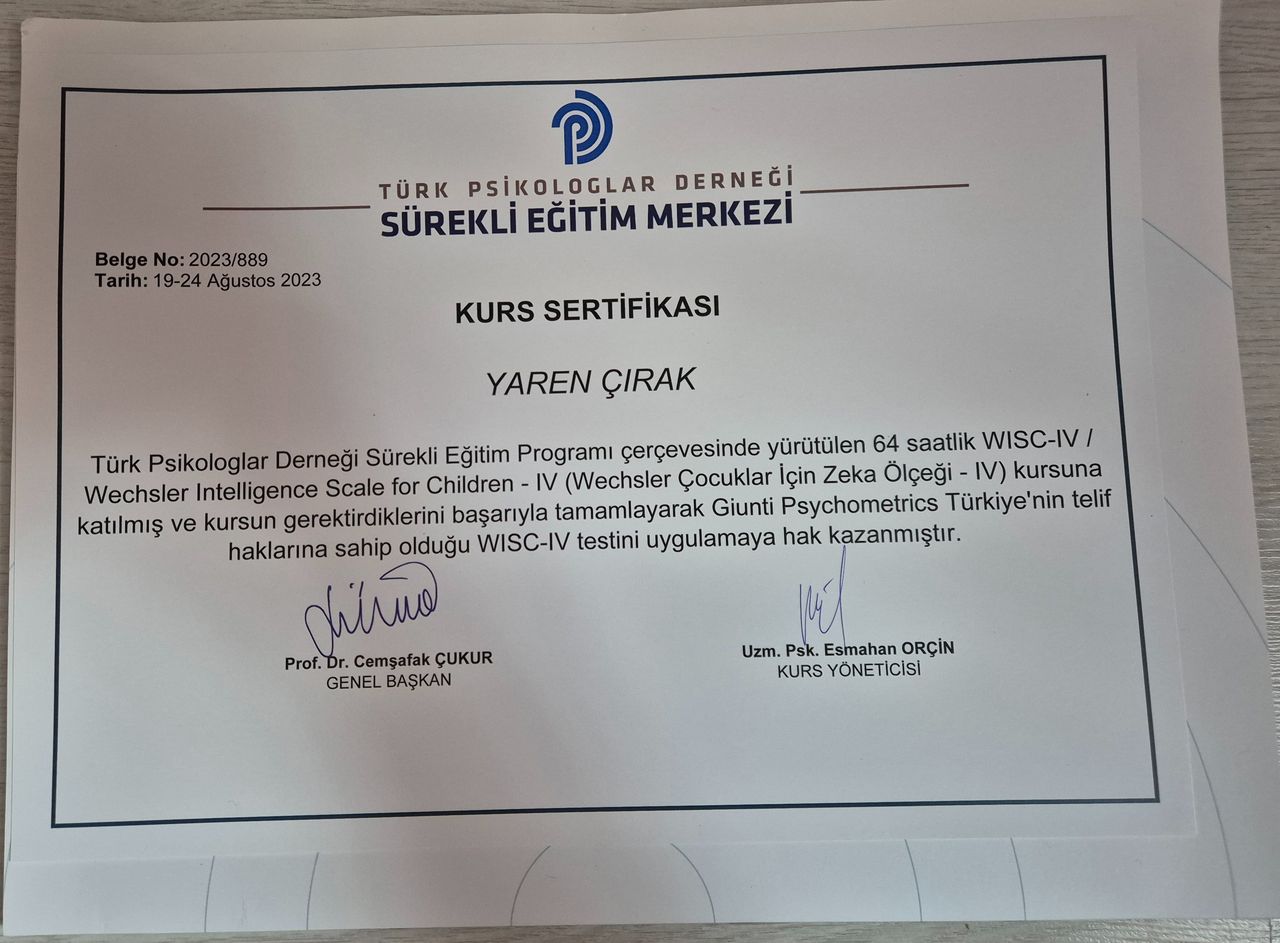 TÜRK PSİKOLOGLAR DERNEĞİ
SÜREKLİ EĞİTİM MERKEZİ
Belge No: 2023/889
Tarih: 19-24 Ağustos 2023
KURS SERTİFİKASI
YAREN ÇIRAK
Türk Psikologlar Derneği Sürekli Eğitim Programı çerçevesinde yürütülen 64 saatlik WISC-IV /
Wechsler Intelligence Scale for Children - IV (Wechsler Çocuklar İçin Zeka Ölçeği - IV) kursuna
katılmış ve kursun gerektirdiklerini başarıyla tamamlayarak Giunti Psychometrics Türkiye'nin telif
haklarına sahip olduğu WISC-IV testini uygulamaya hak kazanmıştır.
Prof. Dr. Cemşafak ÇUKUR
GENEL BAŞKAN
Uzm. Psk. Esmahan ORÇİN
KURS YÖNETİCİSİ